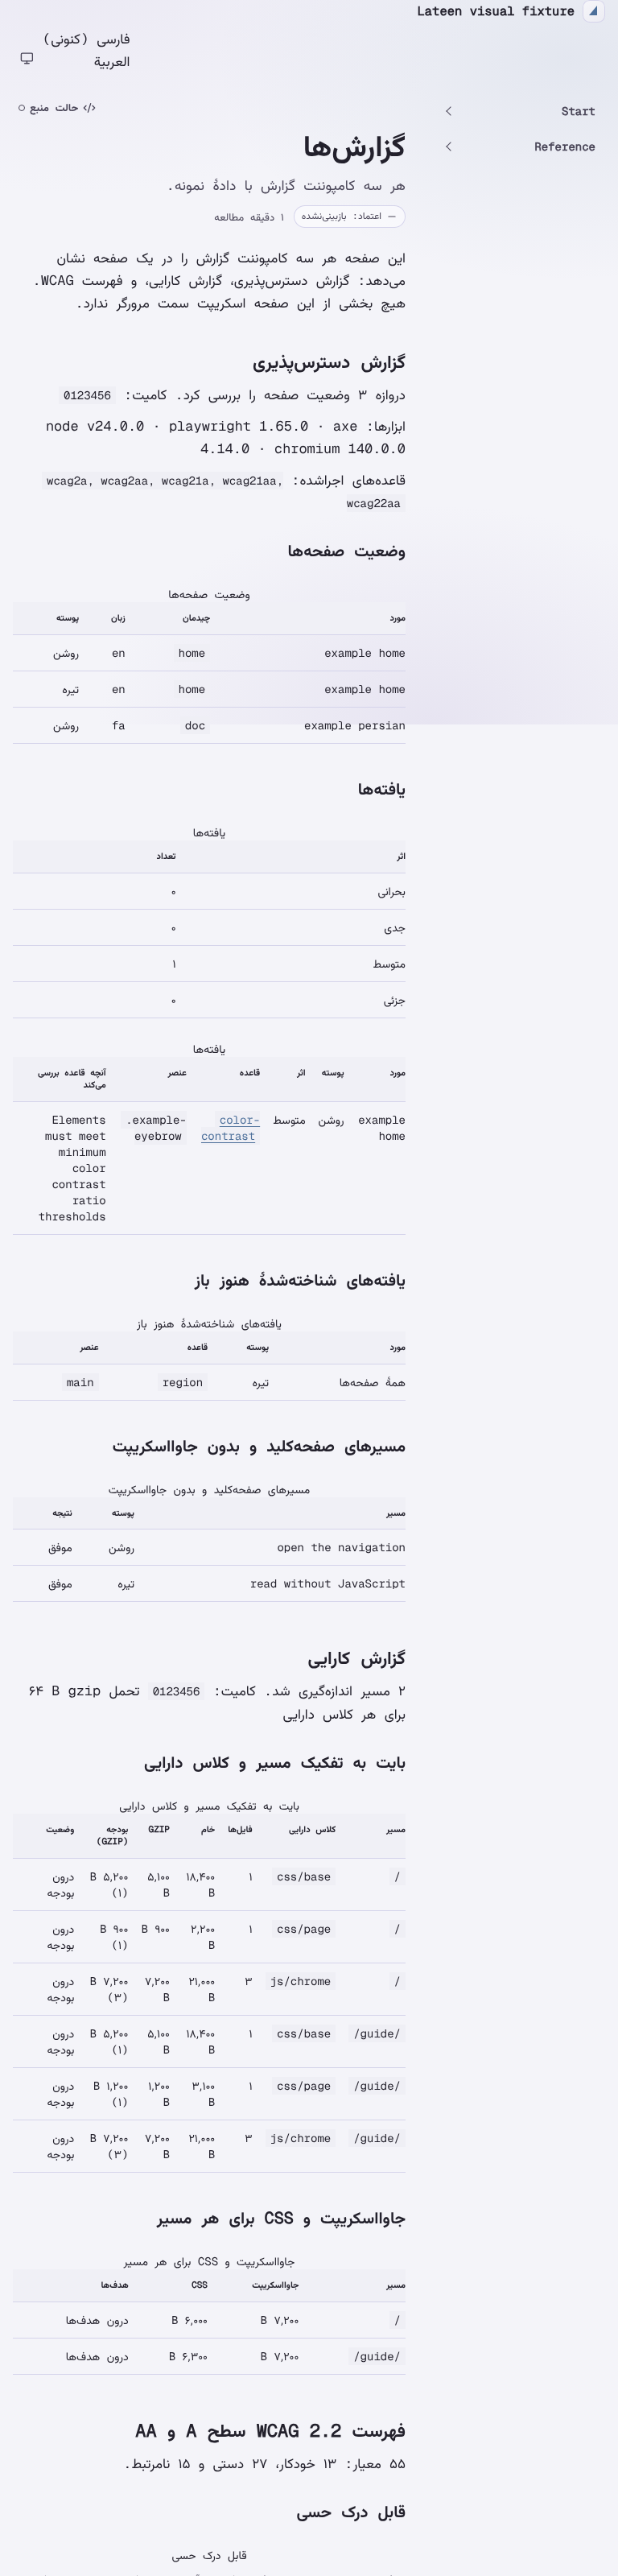 Lateen visual fixture
فارسی (کنونی)
العربية
Start
Reference
حالت منبع
گزارش‌ها
هر سه کامپوننت گزارش با دادهٔ نمونه.
— اعتماد: بازبینی‌نشده
۱ دقیقه مطالعه
این صفحه هر سه کامپوننت گزارش را در یک صفحه نشان
می‌دهد: گزارش دسترس‌پذیری، گزارش کارایی، و فهرست WCAG.
هیچ بخشی از این صفحه اسکریپت سمت مرورگر ندارد.
گزارش دسترس‌پذیری
دروازه ۳ وضعیت صفحه را بررسی کرد. کامیت: 0123456
ابزارها: node v24.0.0 · playwright 1.65.0 · axe
4.14.0 · chromium 140.0.0
قاعده‌های اجراشده: wcag2a, wcag2aa, wcag21a, wcag21aa,
wcag22aa
وضعیت صفحه‌ها
وضعیت صفحه‌ها
مورد چیدمان زبان پوسته
example home home en روشن
example home home en تیره
example persian doc fa روشن
یافته‌ها
یافته‌ها
اثر تعداد
بحرانی ۰
جدی ۰
متوسط ۱
جزئی ۰
یافته‌ها
مورد پوسته اثر قاعده عنصر آنچه قاعده بررسی
می‌کند
example روشن متوسط color- .example- Elements
home contrast eyebrow must meet
minimum
color
contrast
ratio
thresholds
یافته‌های شناخته‌شدهٔ هنوز باز
یافته‌های شناخته‌شدهٔ هنوز باز
مورد پوسته قاعده عنصر
همهٔ صفحه‌ها تیره region main
مسیرهای صفحه‌کلید و بدون جاوااسکریپت
مسیرهای صفحه‌کلید و بدون جاوااسکریپت
مسیر پوسته نتیجه
open the navigation روشن موفق
read without JavaScript تیره موفق
گزارش کارایی
۲ مسیر اندازه‌گیری شد. کامیت: 0123456 تحمل ۶۴ B gzip
برای هر کلاس دارایی
بایت به تفکیک مسیر و کلاس دارایی
بایت به تفکیک مسیر و کلاس دارایی
مسیر کلاس دارایی فایل‌ها خام GZIP بودجه وضعیت
(GZIP)
/ css/base ۱ ۱۸٬۴۰۰ ۵٬۱۰۰ ۵٬۲۰۰ B درون
B B (۱) بودجه
/ css/page ۱ ۲٬۲۰۰ ۹۰۰ B ۹۰۰ B درون
B (۱) بودجه
/ js/chrome ۳ ۲۱٬۰۰۰ ۷٬۲۰۰ ۷٬۲۰۰ B درون
B B (۳) بودجه
/guide/ css/base ۱ ۱۸٬۴۰۰ ۵٬۱۰۰ ۵٬۲۰۰ B درون
B B (۱) بودجه
/guide/ css/page ۱ ۳٬۱۰۰ ۱٬۲۰۰ ۱٬۲۰۰ B درون
B B (۱) بودجه
/guide/ js/chrome ۳ ۲۱٬۰۰۰ ۷٬۲۰۰ ۷٬۲۰۰ B درون
B B (۳) بودجه
جاوااسکریپت و CSS برای هر مسیر
جاوااسکریپت و CSS برای هر مسیر
مسیر جاوااسکریپت CSS هدف‌ها
/ ۷٬۲۰۰ B ۶٬۰۰۰ B درون هدف‌ها
/guide/ ۷٬۲۰۰ B ۶٬۳۰۰ B درون هدف‌ها
فهرست WCAG 2.2 سطح A و AA
۵۵ معیار: ۱۳ خودکار، ۲۷ دستی و ۱۵ نامرتبط.
قابل درک حسی
قابل درک حسی